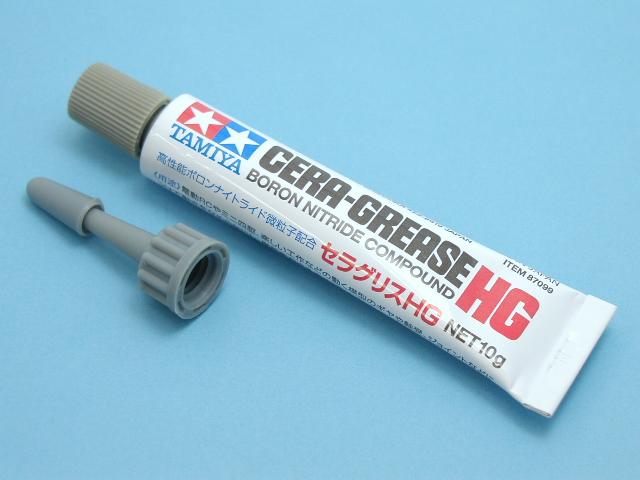 TAMIYA
CERA-GREASE HG
BORON NITRIDE COMPOUND
高性能ボロンナイトライド微粒子配合
セラグリスHG NET10g
JAPAN
ITEM 87099